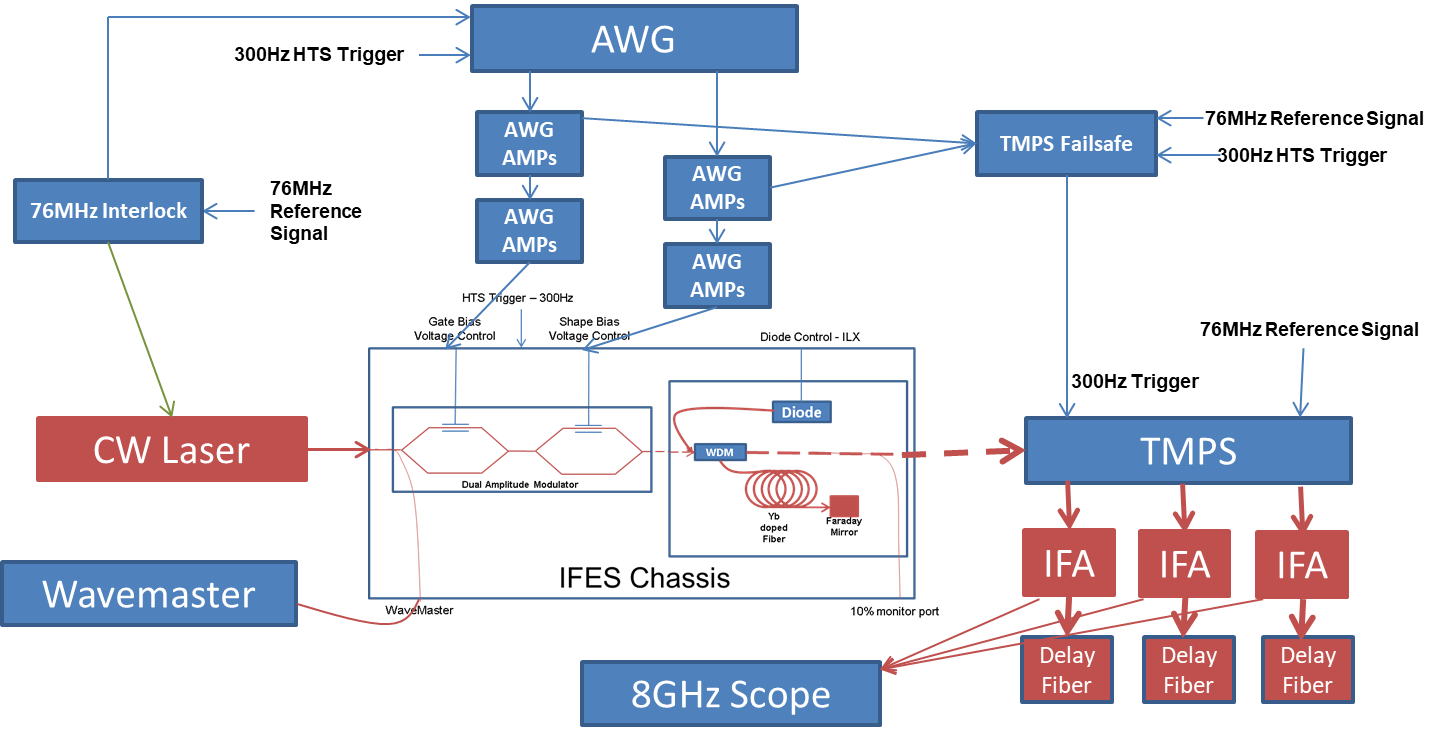 AWG
300Hz HTS Trigger
AWG
AMPs
TMPS Failsafe
76MHz Reference Signal
300Hz HTS Trigger
AWG
AMPs
76MHz Interlock
76MHz
Reference
Signal
AWG
AMPs
AWG
AMPs
HTS Trigger – 300Hz
Gate Bias
Voltage Control
Shape Bias
Voltage Control
Diode Control - ILX
76MHz Reference Signal
300Hz Trigger
CW Laser
Diode
WDM
TMPS
Dual Amplitude Modulator
Yb
doped
Fiber
Faraday
Mirror
IFES Chassis
IFA
IFA
IFA
Wavemaster
WaveMaster
10% monitor port
Delay
Fiber
Delay
Fiber
Delay
Fiber
8GHz Scope